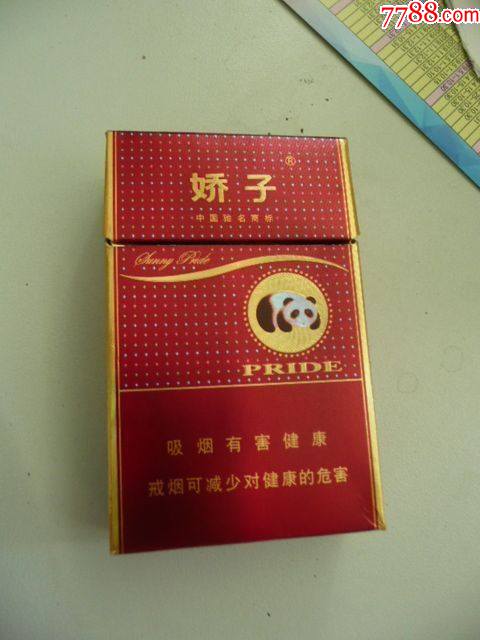 7788.com
娇子®
中国驰名商标
Sunny Pride
PRIDE
吸烟有害健康
戒烟可减少对健康的危害